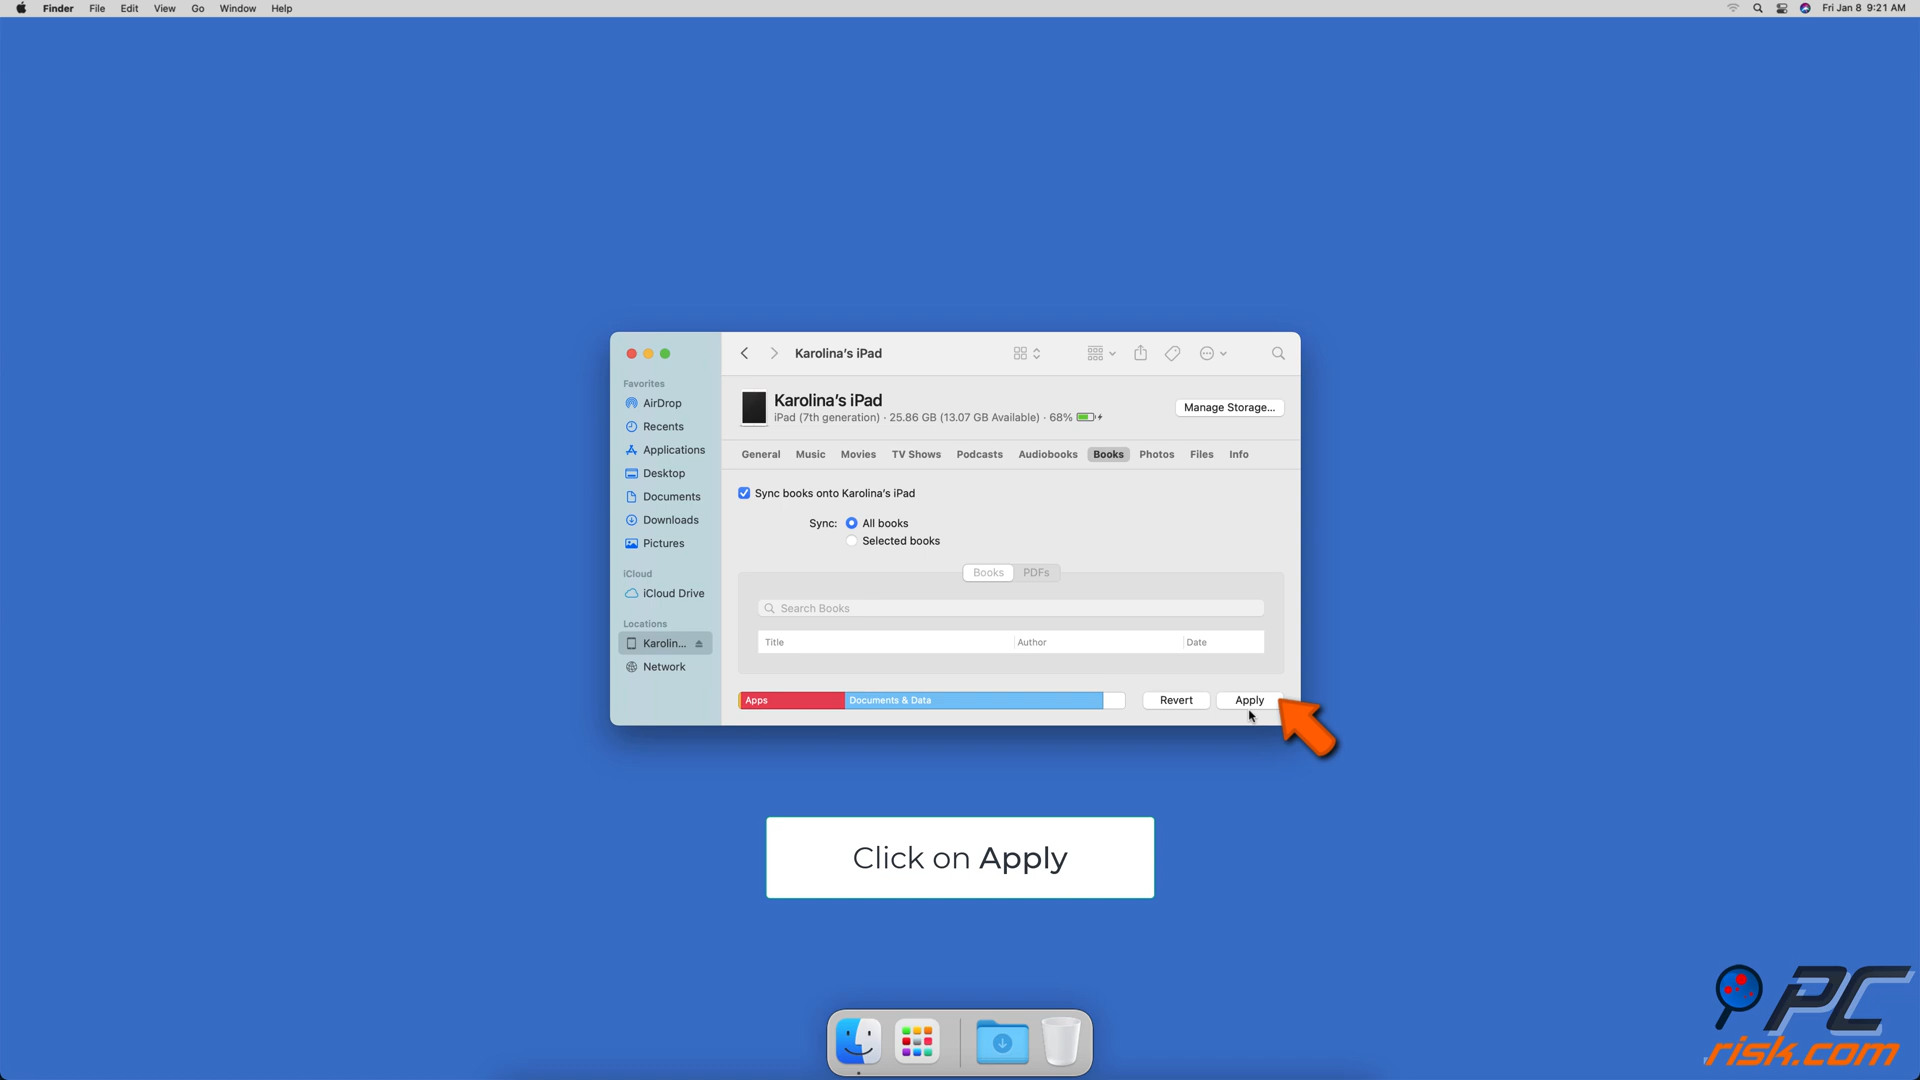 Finder File Edit View Go Window Help
Fri Jan 8 9:21 AM
Karolina's iPad
Favorites
AirDrop
Recents
Applications
Desktop
Documents
Downloads
Pictures
iCloud
iCloud Drive
Locations
Karolin...
Network
Karolina's iPad
iPad (7th generation) · 25.86 GB (13.07 GB Available) · 68%
Manage Storage...
General Music Movies TV Shows Podcasts Audiobooks Books Photos Files Info
Sync books onto Karolina's iPad
Sync: All books
Selected books
Books PDFs
Search Books
Title Author Date
Apps Documents & Data Revert Apply
Click on Apply
PC
risk.com